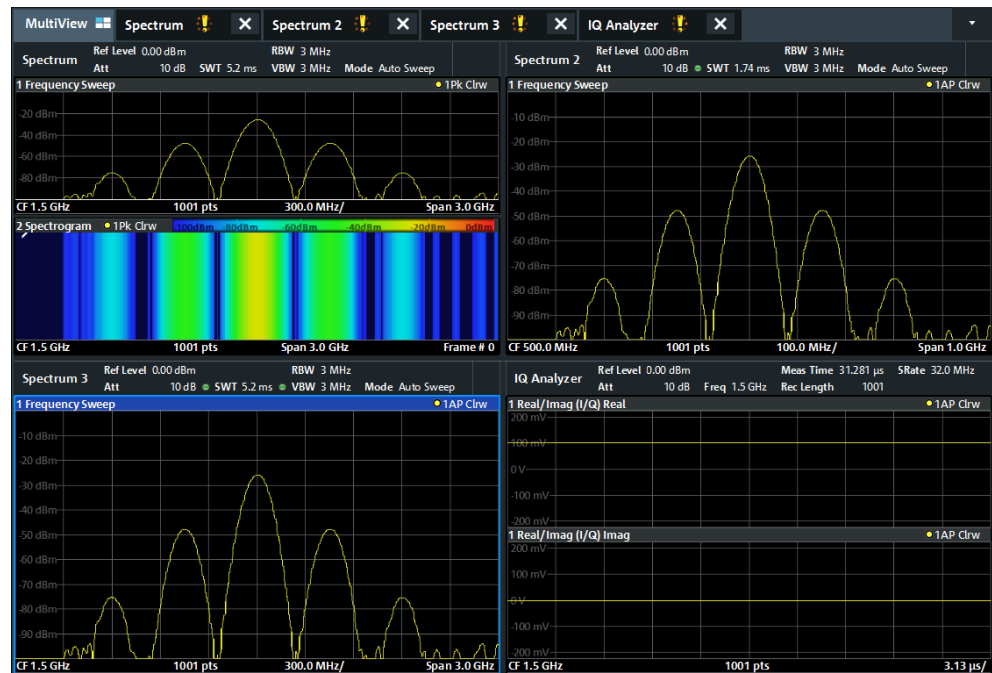 MultiView Spectrum Spectrum 2 Spectrum 3 IQ Analyzer
Spectrum
Ref Level 0.00 dBm RBW 3 MHz
Att 10 dB SWT 5.2 ms VBW 3 MHz Mode Auto Sweep
1 Frequency Sweep 1Pk Clrw
-20 dBm
-40 dBm
-60 dBm
-80 dBm
CF 1.5 GHz 1001 pts 300.0 MHz/ Span 3.0 GHz
2 Spectrogram 1Pk Clrw -100dBm -80dBm -60dBm -40dBm -20dBm 0dBm
CF 1.5 GHz 1001 pts Span 3.0 GHz Frame # 0
Spectrum 2
Ref Level 0.00 dBm RBW 3 MHz
Att 10 dB SWT 1.74 ms VBW 3 MHz Mode Auto Sweep
1 Frequency Sweep 1AP Clrw
-10 dBm
-20 dBm
-30 dBm
-40 dBm
-50 dBm
-60 dBm
-70 dBm
-80 dBm
-90 dBm
CF 500.0 MHz 1001 pts 100.0 MHz/ Span 1.0 GHz
Spectrum 3
Ref Level 0.00 dBm RBW 3 MHz
Att 10 dB SWT 5.2 ms VBW 3 MHz Mode Auto Sweep
1 Frequency Sweep 1AP Clrw
-10 dBm
-20 dBm
-30 dBm
-40 dBm
-50 dBm
-60 dBm
-70 dBm
-80 dBm
-90 dBm
CF 1.5 GHz 1001 pts 300.0 MHz/ Span 3.0 GHz
IQ Analyzer
Ref Level 0.00 dBm Meas Time 31.281 µs SRate 32.0 MHz
Att 10 dB Freq 1.5 GHz Rec Length 1001
1 Real/Imag (I/Q) Real 1AP Clrw
200 mV
100 mV
0 V
-100 mV
-200 mV
1 Real/Imag (I/Q) Imag 1AP Clrw
200 mV
100 mV
0 V
-100 mV
-200 mV
CF 1.5 GHz 1001 pts 3.13 µs/